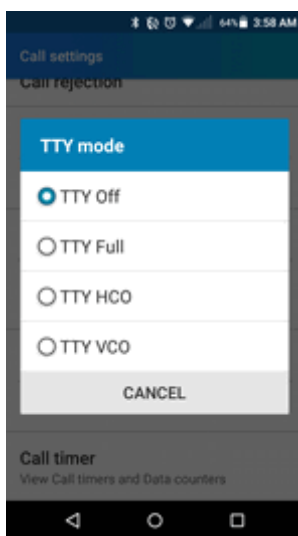 64% 3:58 AM
Call settings
Call rejection
TTY mode
TTY Off
TTY Full
TTY HCO
TTY VCO
CANCEL
Call timer
View Call timers and Data counters